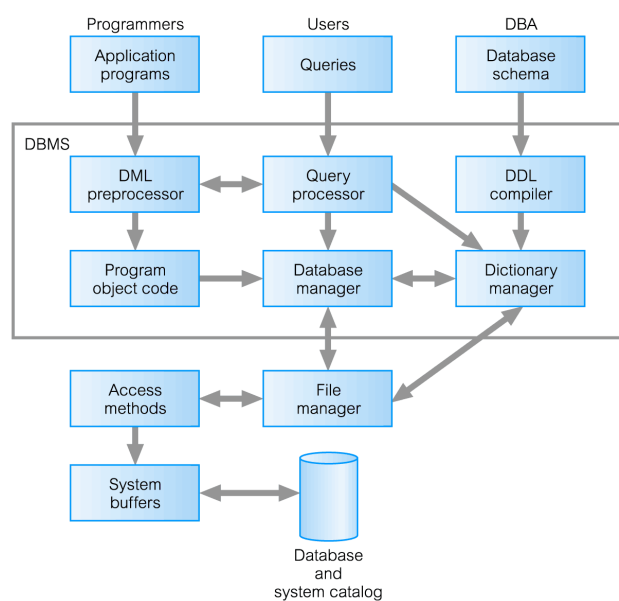 Programmers
Users
DBA
Application
programs
Queries
Database
schema
DBMS
DML
preprocessor
Query
processor
DDL
compiler
Program
object code
Database
manager
Dictionary
manager
Access
methods
File
manager
System
buffers
Database
and
system catalog